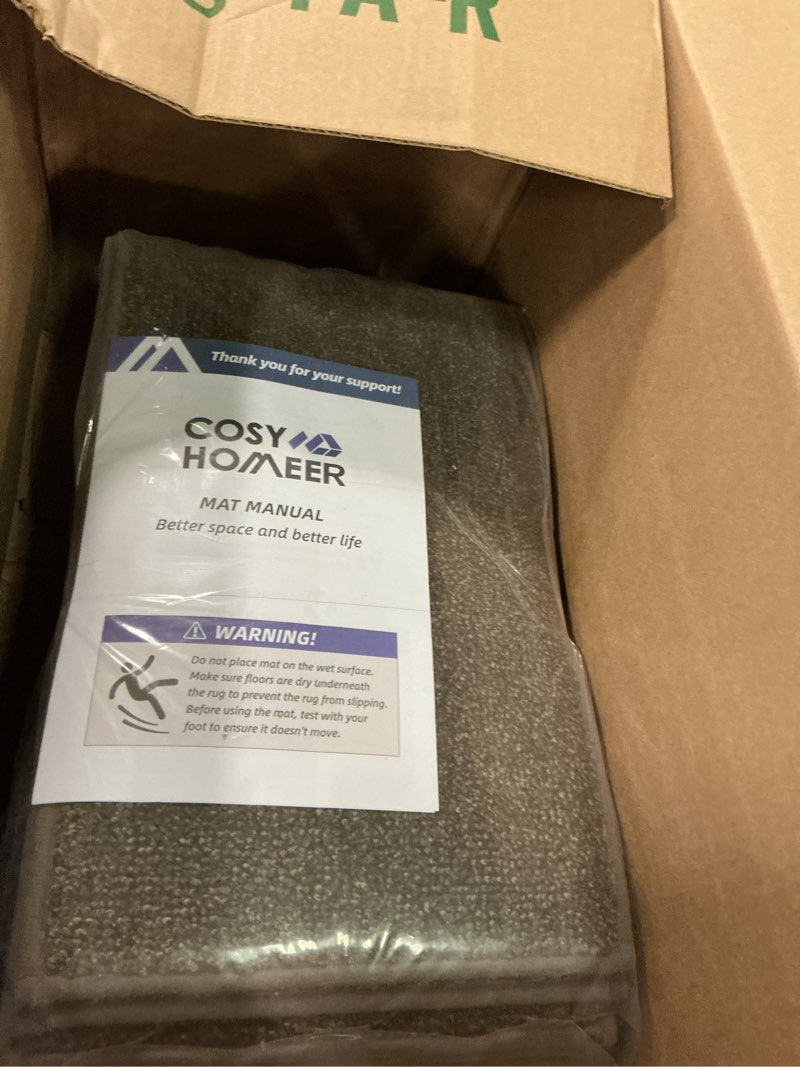 Thank you for your support!
COSY
HOMEER
MAT MANUAL
Better space and better life
WARNING!
Do not place mat on the wet surface.
Make sure floors are dry underneath
the rug to prevent the rug from slipping.
Before using the mat, test with your
foot to ensure it doesn't move.